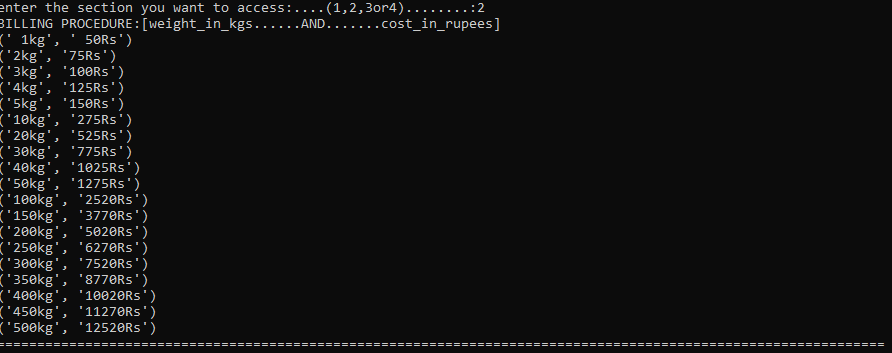 enter the section you want to access:....(1,2,3or4)........:2
BILLING PROCEDURE:[weight_in_kgs......AND.......cost_in_rupees]
(' 1kg', ' 50Rs')
('2kg', '75Rs')
('3kg', '100Rs')
('4kg', '125Rs')
('5kg', '150Rs')
('10kg', '275Rs')
('20kg', '525Rs')
('30kg', '775Rs')
('40kg', '1025Rs')
('50kg', '1275Rs')
('100kg', '2520Rs')
('150kg', '3770Rs')
('200kg', '5020Rs')
('250kg', '6270Rs')
('300kg', '7520Rs')
('350kg', '8770Rs')
('400kg', '10020Rs')
('450kg', '11270Rs')
('500kg', '12520Rs')
==============================================================================================================